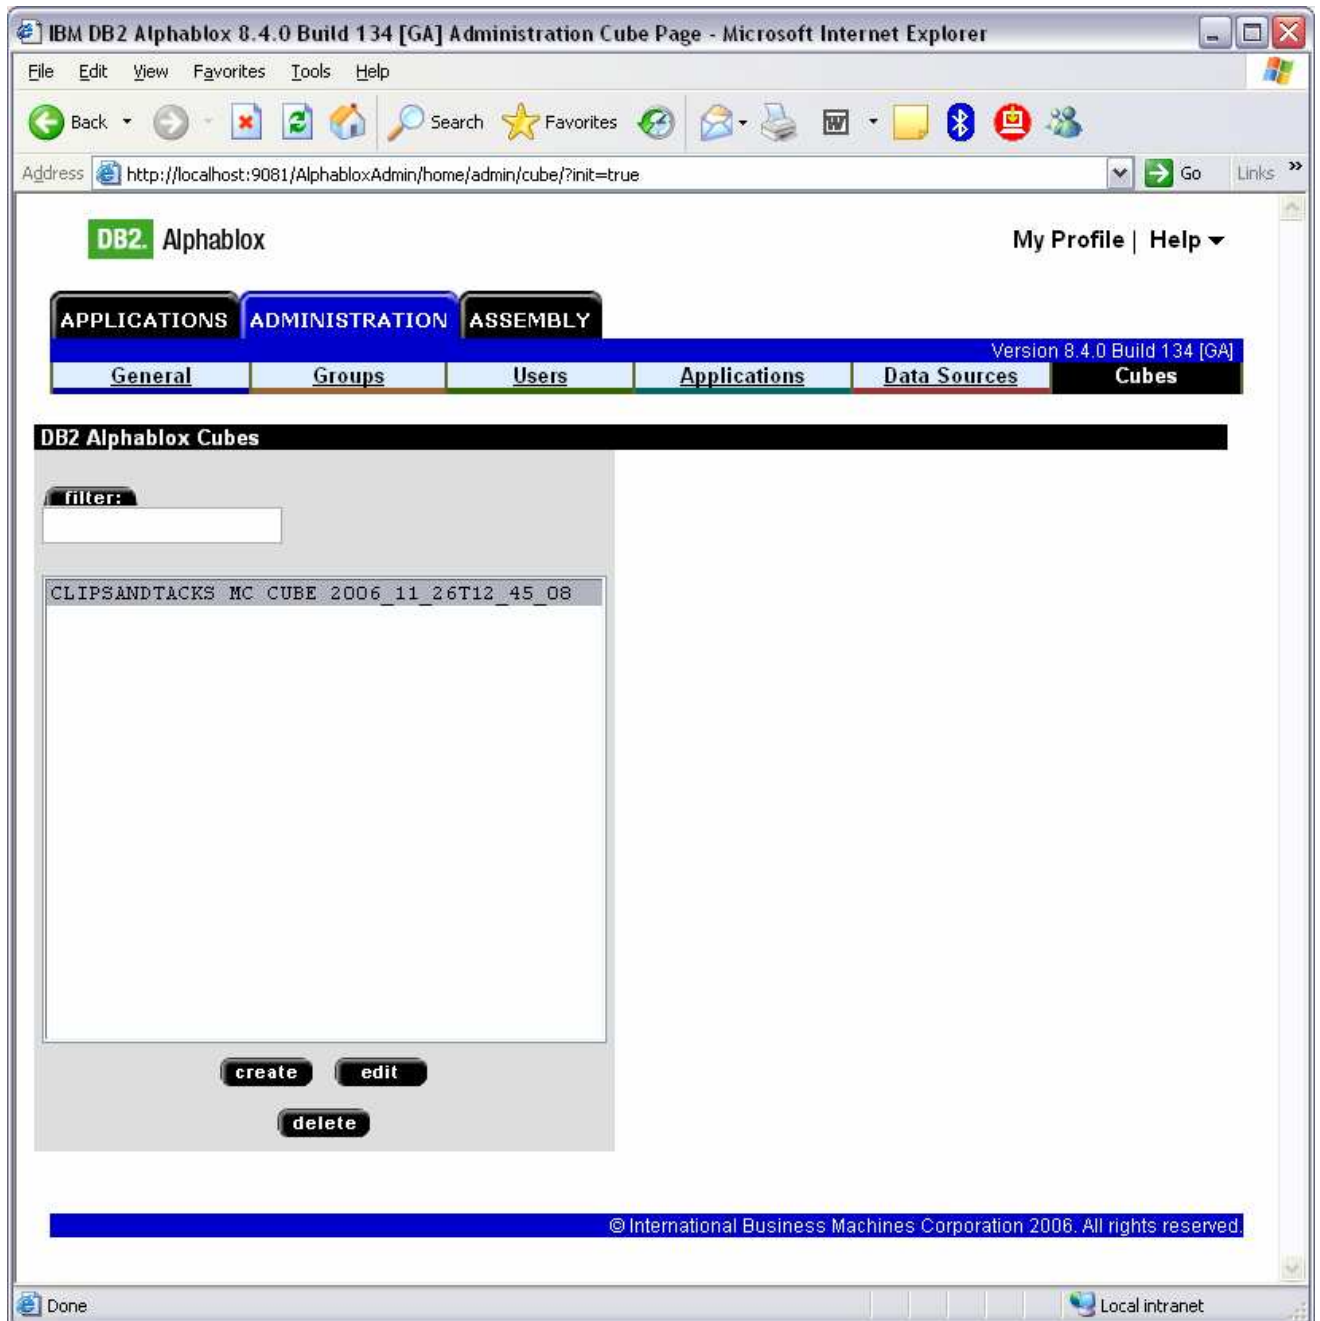 IBM DB2 Alphablox 8.4.0 Build 134 [GA] Administration Cube Page - Microsoft Internet Explorer
File Edit View Favorites Tools Help
Back Search Favorites
Address http://localhost:9081/AlphabloxAdmin/home/admin/cube/?init=true Go Links »
DB2. Alphablox My Profile | Help
APPLICATIONS ADMINISTRATION ASSEMBLY
Version 8.4.0 Build 134 [GA]
General Groups Users Applications Data Sources Cubes
DB2 Alphablox Cubes
filter:
CLIPSANDTACKS MC CUBE 2006_11_26T12_45_08
create edit
delete
© International Business Machines Corporation 2006. All rights reserved.
Done Local intranet